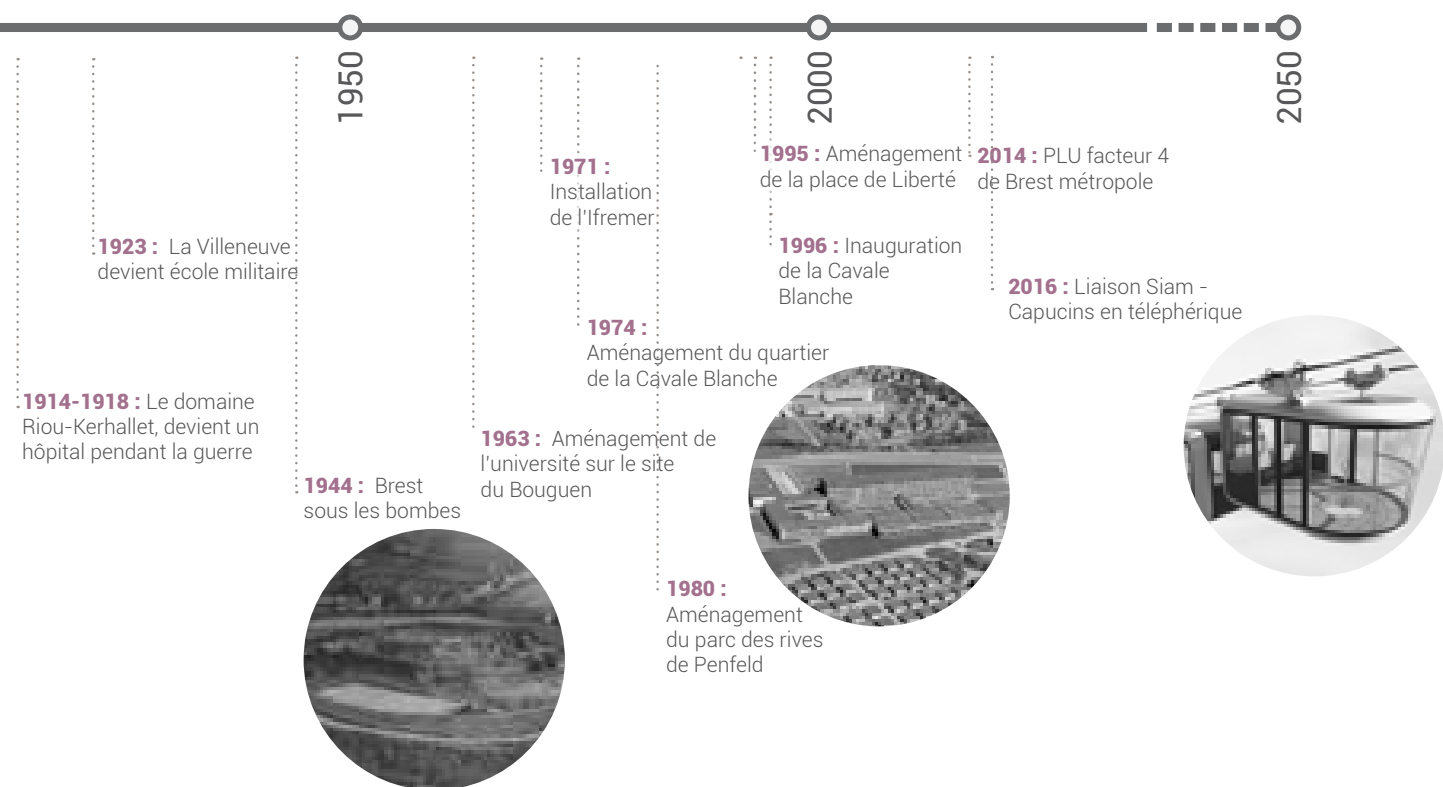 1950
2000
2050
1914-1918 : Le domaine
Riou-Kerhallet, devient un
hôpital pendant la guerre
1923 : La Villeneuve
devient école militaire
1944 : Brest
sous les bombes
1963 : Aménagement de
l'université sur le site
du Bouguen
1971 :
Installation
de l'Ifremer
1974 :
Aménagement du quartier
de la Cavale Blanche
1980 :
Aménagement
du parc des rives
de Penfeld
1995 : Aménagement
de la place de Liberté
1996 : Inauguration
de la Cavale
Blanche
2014 : PLU facteur 4
de Brest métropole
2016 : Liaison Siam -
Capucins en téléphérique